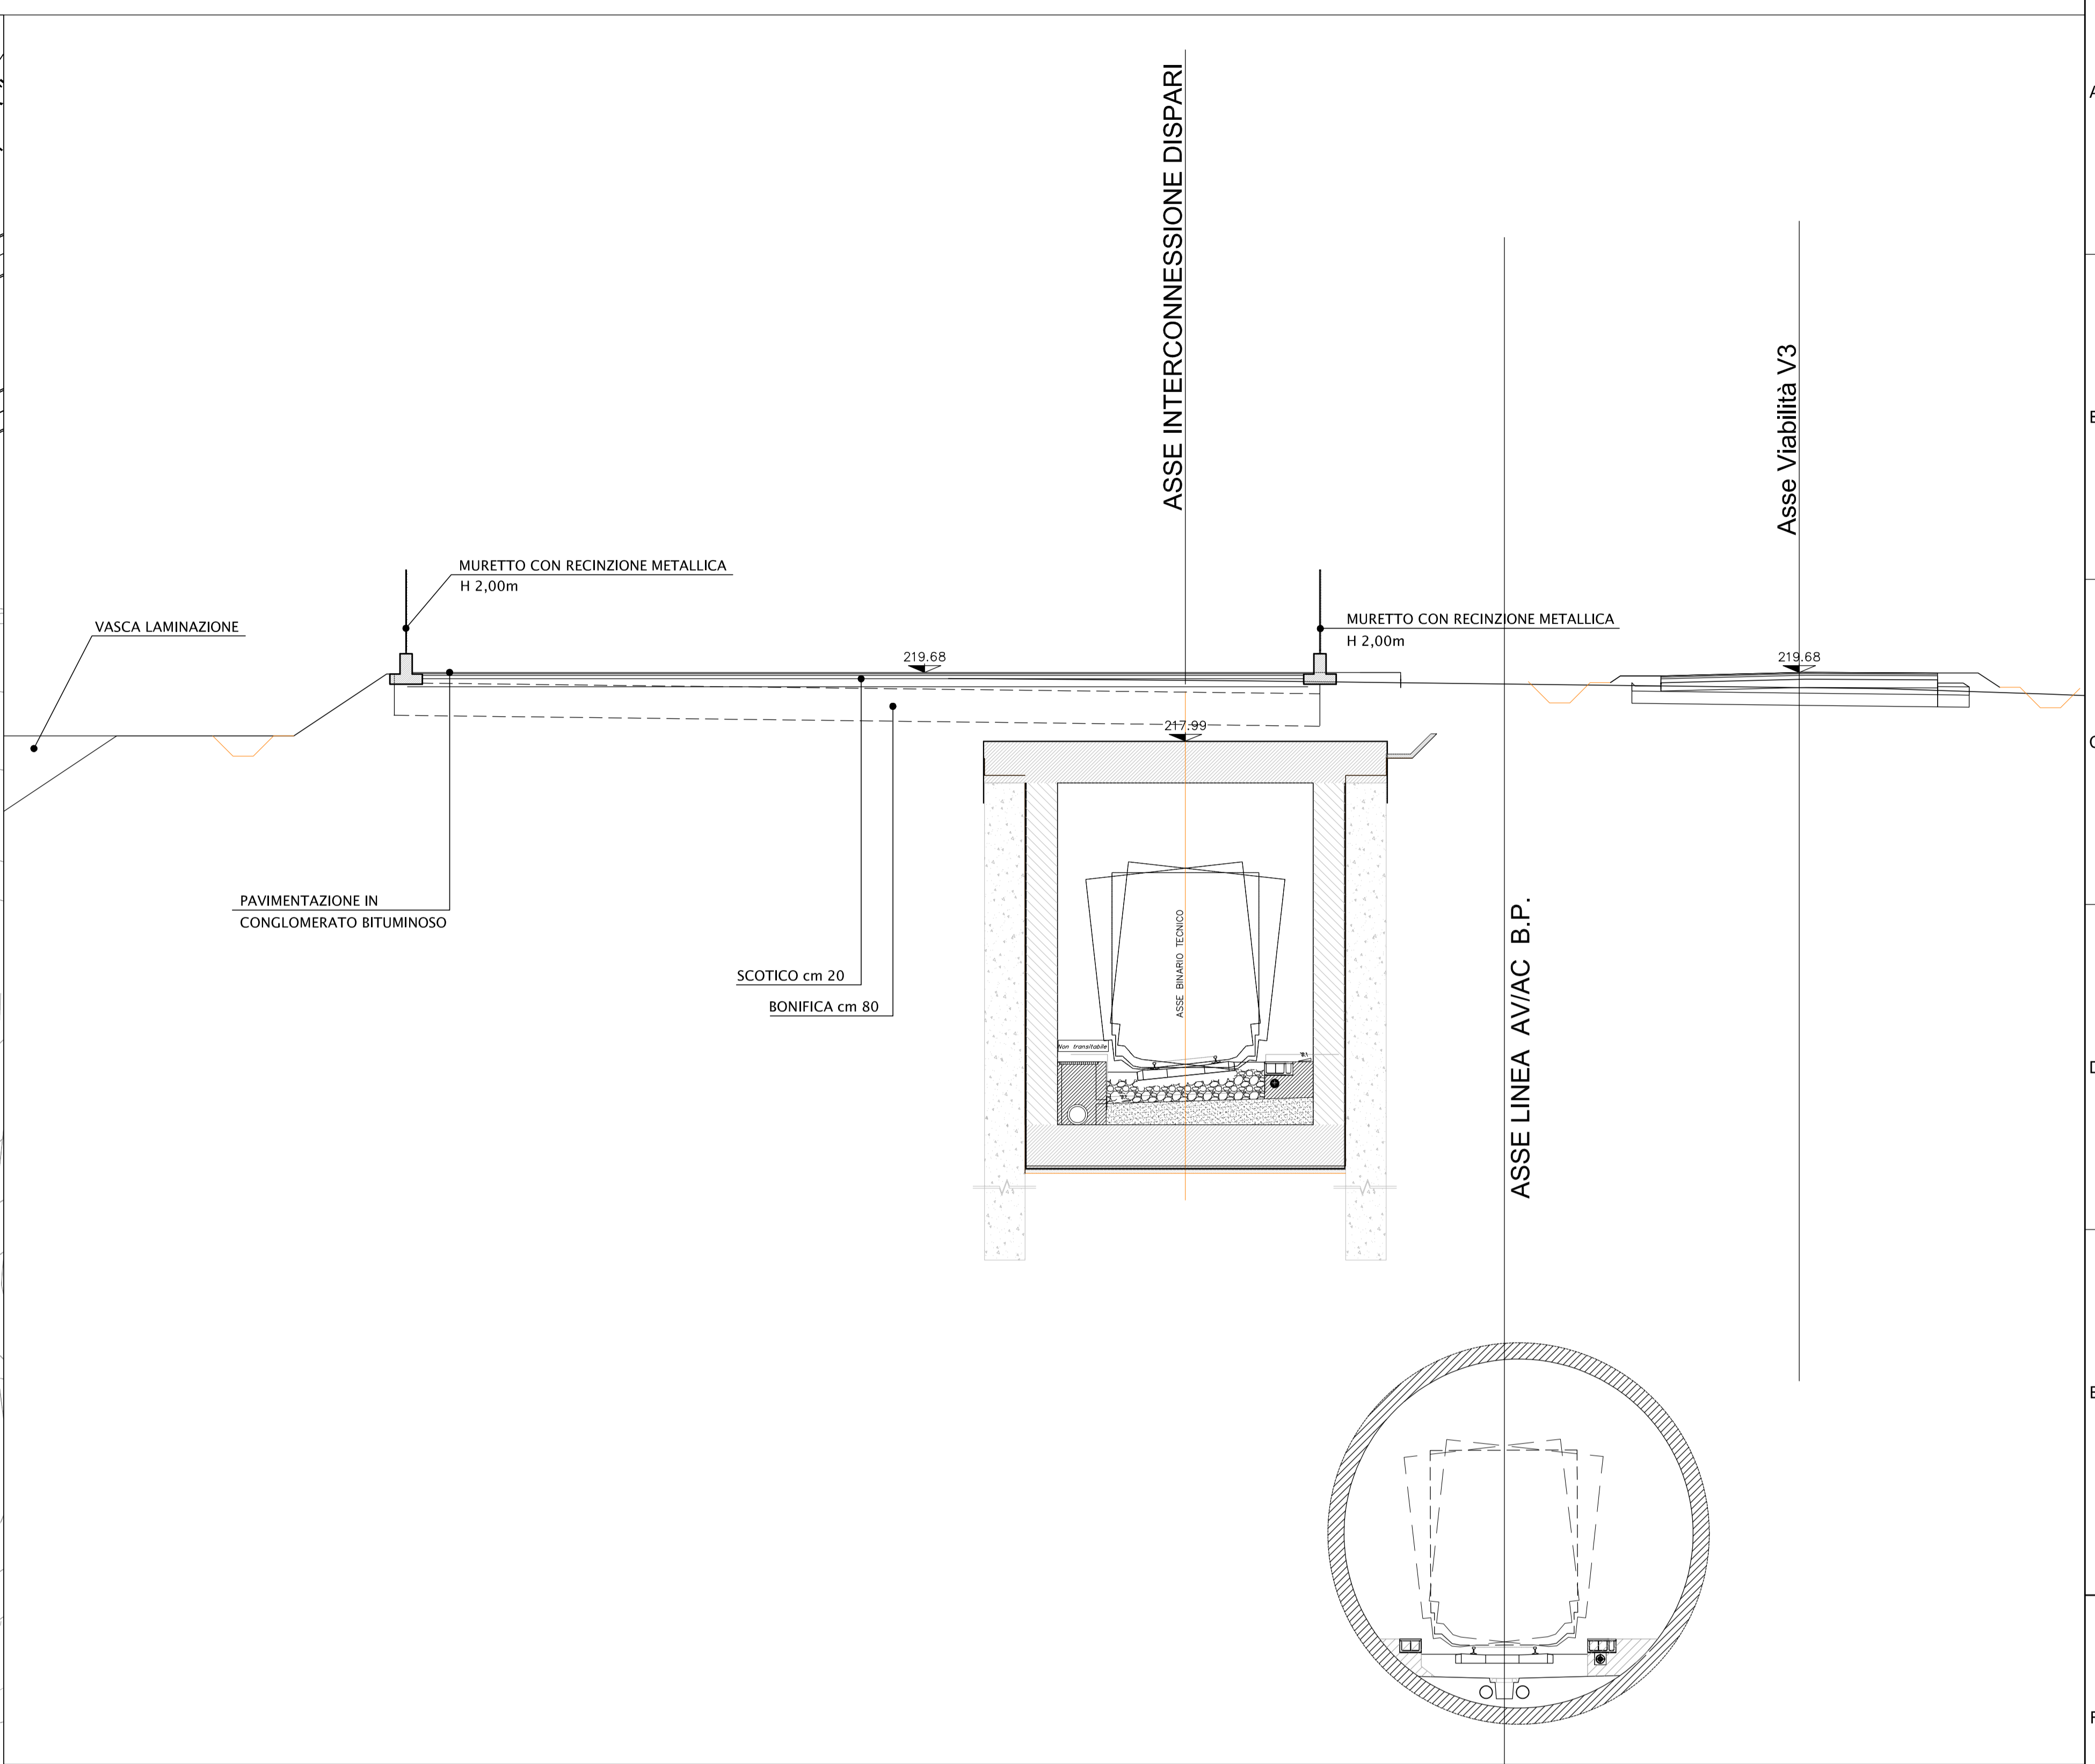 A
ASSE INTERCONNESSIONE DISPARI
Asse Viabilità V3
B
MURETTO CON RECINZIONE METALLICA
H 2,00m
VASCA LAMINAZIONE
MURETTO CON RECINZIONE METALLICA
H 2,00m
219.68
219.68
217.99
C
PAVIMENTAZIONE IN
CONGLOMERATO BITUMINOSO
SCOTICO cm 20
BONIFICA cm 80
ASSE BINARIO TECNICO
ASSE LINEA AV/AC B.P.
Non transitabile
D
E
F